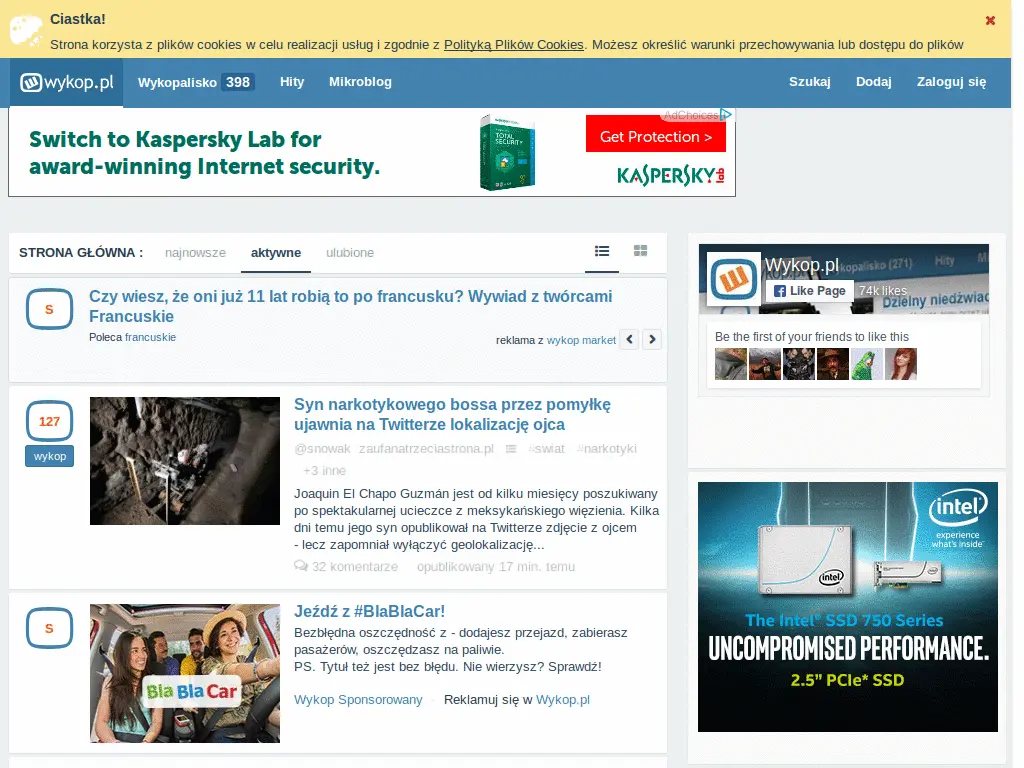 Ciastka!
Strona korzysta z plików cookies w celu realizacji usług i zgodnie z Polityką Plików Cookies. Możesz określić warunki przechowywania lub dostępu do plików
wykop.pl Wykopalisko 398 Hity Mikroblog Szukaj Dodaj Zaloguj się
AdChoices
Switch to Kaspersky Lab for
award-winning Internet security.
TOTAL SECURITY
Get Protection >
KASPERSKY lab
STRONA GŁÓWNA : najnowsze aktywne ulubione
S
Czy wiesz, że oni już 11 lat robią to po francusku? Wywiad z twórcami
Francuskie
Poleca francuskie
reklama z wykop market
127
wykop
Syn narkotykowego bossa przez pomyłkę
ujawnia na Twitterze lokalizację ojca
@snowak zaufanatrzeciastrona.pl #swiat #narkotyki
+3 inne
Joaquin El Chapo Guzmán jest od kilku miesięcy poszukiwany
po spektakularnej ucieczce z meksykańskiego więzienia. Kilka
dni temu jego syn opublikował na Twitterze zdjęcie z ojcem
- lecz zapomniał wyłączyć geolokalizację...
32 komentarze opublikowany 17 min. temu
S
BlaBlaCar
Jeźdź z #BlaBlaCar!
Bezbłędna oszczędność z - dodajesz przejazd, zabierasz
pasażerów, oszczędzasz na paliwie.
PS. Tytuł też jest bez błędu. Nie wierzysz? Sprawdź!
Wykop Sponsorowany · Reklamuj się w Wykop.pl
Wykop.pl
kopalisko (271) Hity
Like Page 74k likes
Dzielny niedźwiad
Be the first of your friends to like this
intel
experience
what's inside™
intel
The Intel® SSD 750 Series
UNCOMPROMISED PERFORMANCE.
2.5" PCIe* SSD